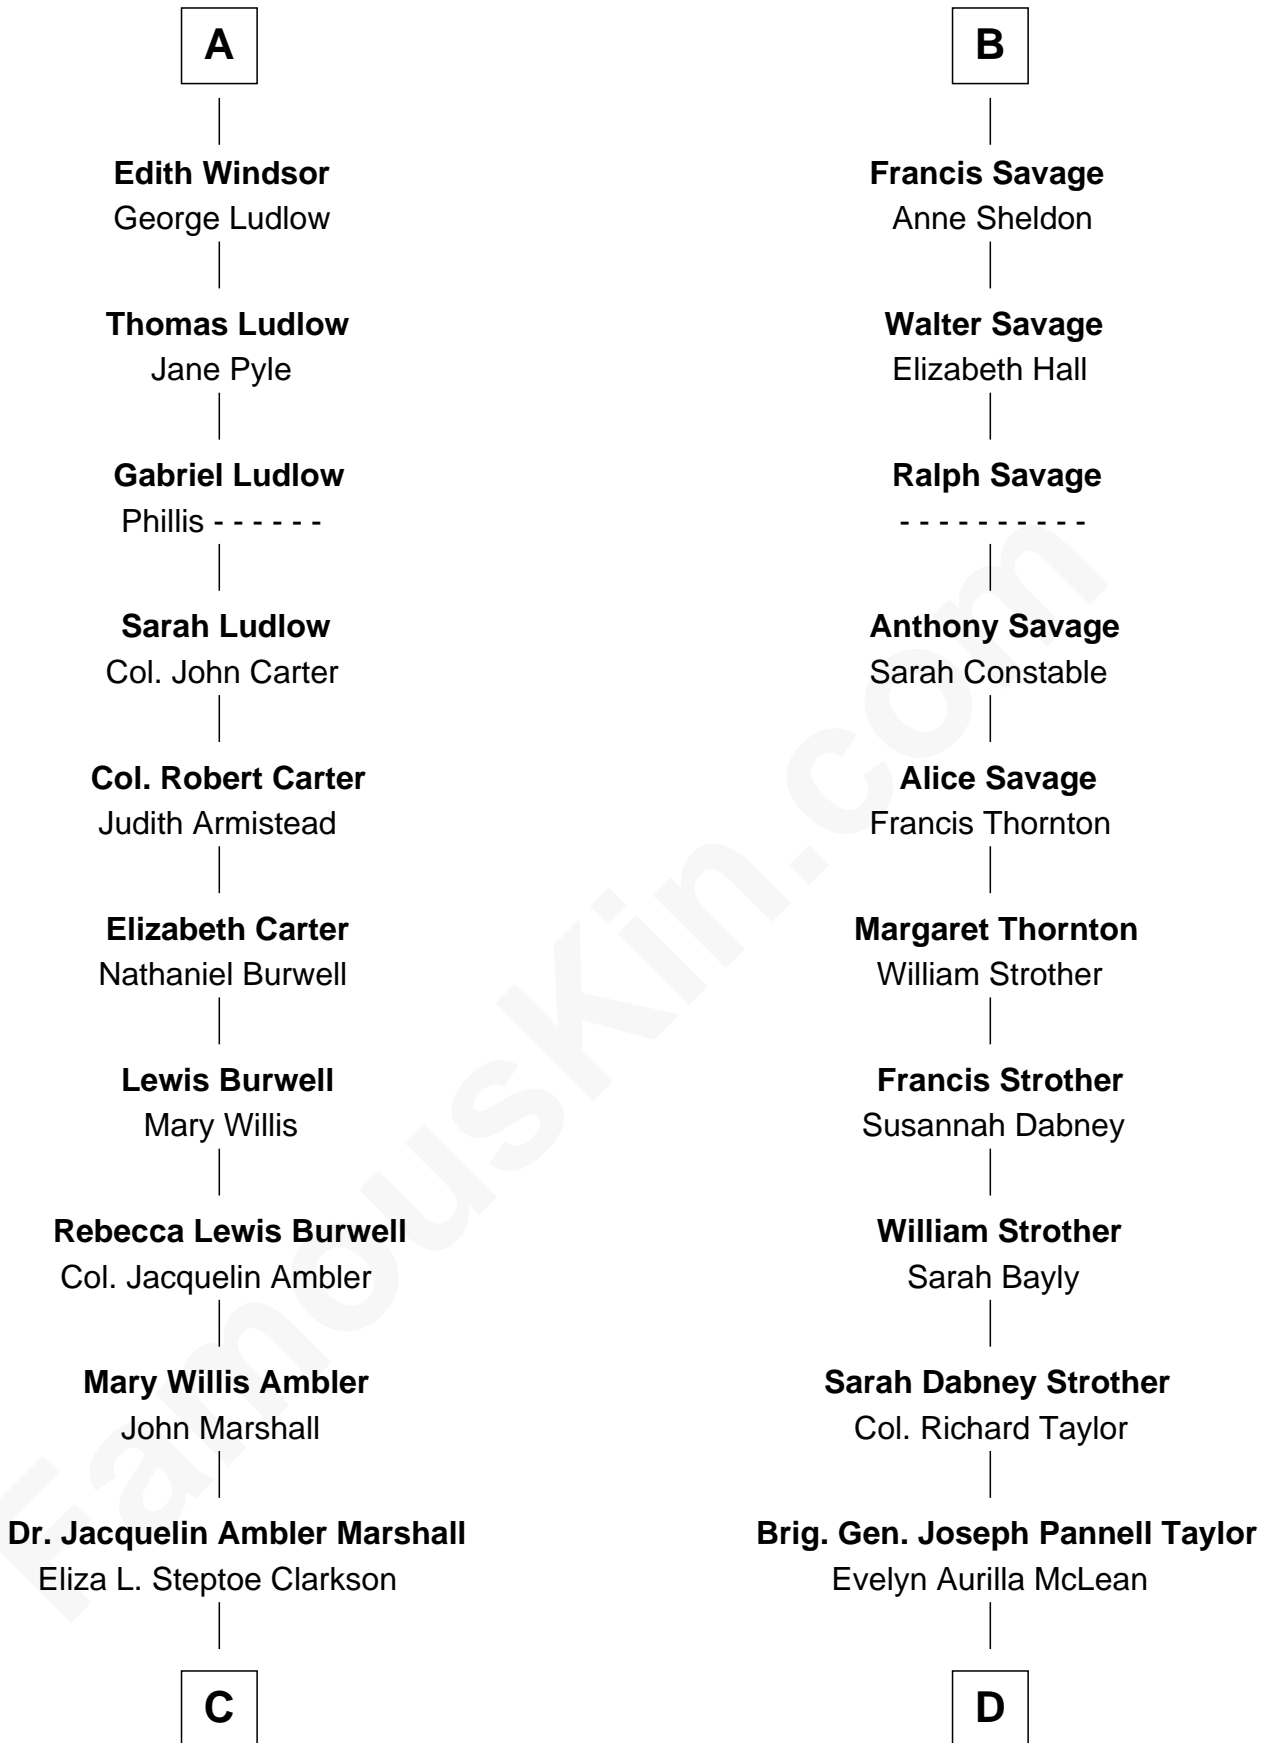 A
Edith Windsor
George Ludlow
Thomas Ludlow
Jane Pyle
Gabriel Ludlow
Phillis - - - - - -
Sarah Ludlow
Col. John Carter
Col. Robert Carter
Judith Armistead
Elizabeth Carter
Nathaniel Burwell
Lewis Burwell
Mary Willis
Rebecca Lewis Burwell
Col. Jacquelin Ambler
Mary Willis Ambler
John Marshall
Dr. Jacquelin Ambler Marshall
Eliza L. Steptoe Clarkson
C
B
Francis Savage
Anne Sheldon
Walter Savage
Elizabeth Hall
Ralph Savage
- - - - - - - - - -
Anthony Savage
Sarah Constable
Alice Savage
Francis Thornton
Margaret Thornton
William Strother
Francis Strother
Susannah Dabney
William Strother
Sarah Bayly
Sarah Dabney Strother
Col. Richard Taylor
Brig. Gen. Joseph Pannell Taylor
Evelyn Aurilla McLean
D
FamousKin.com